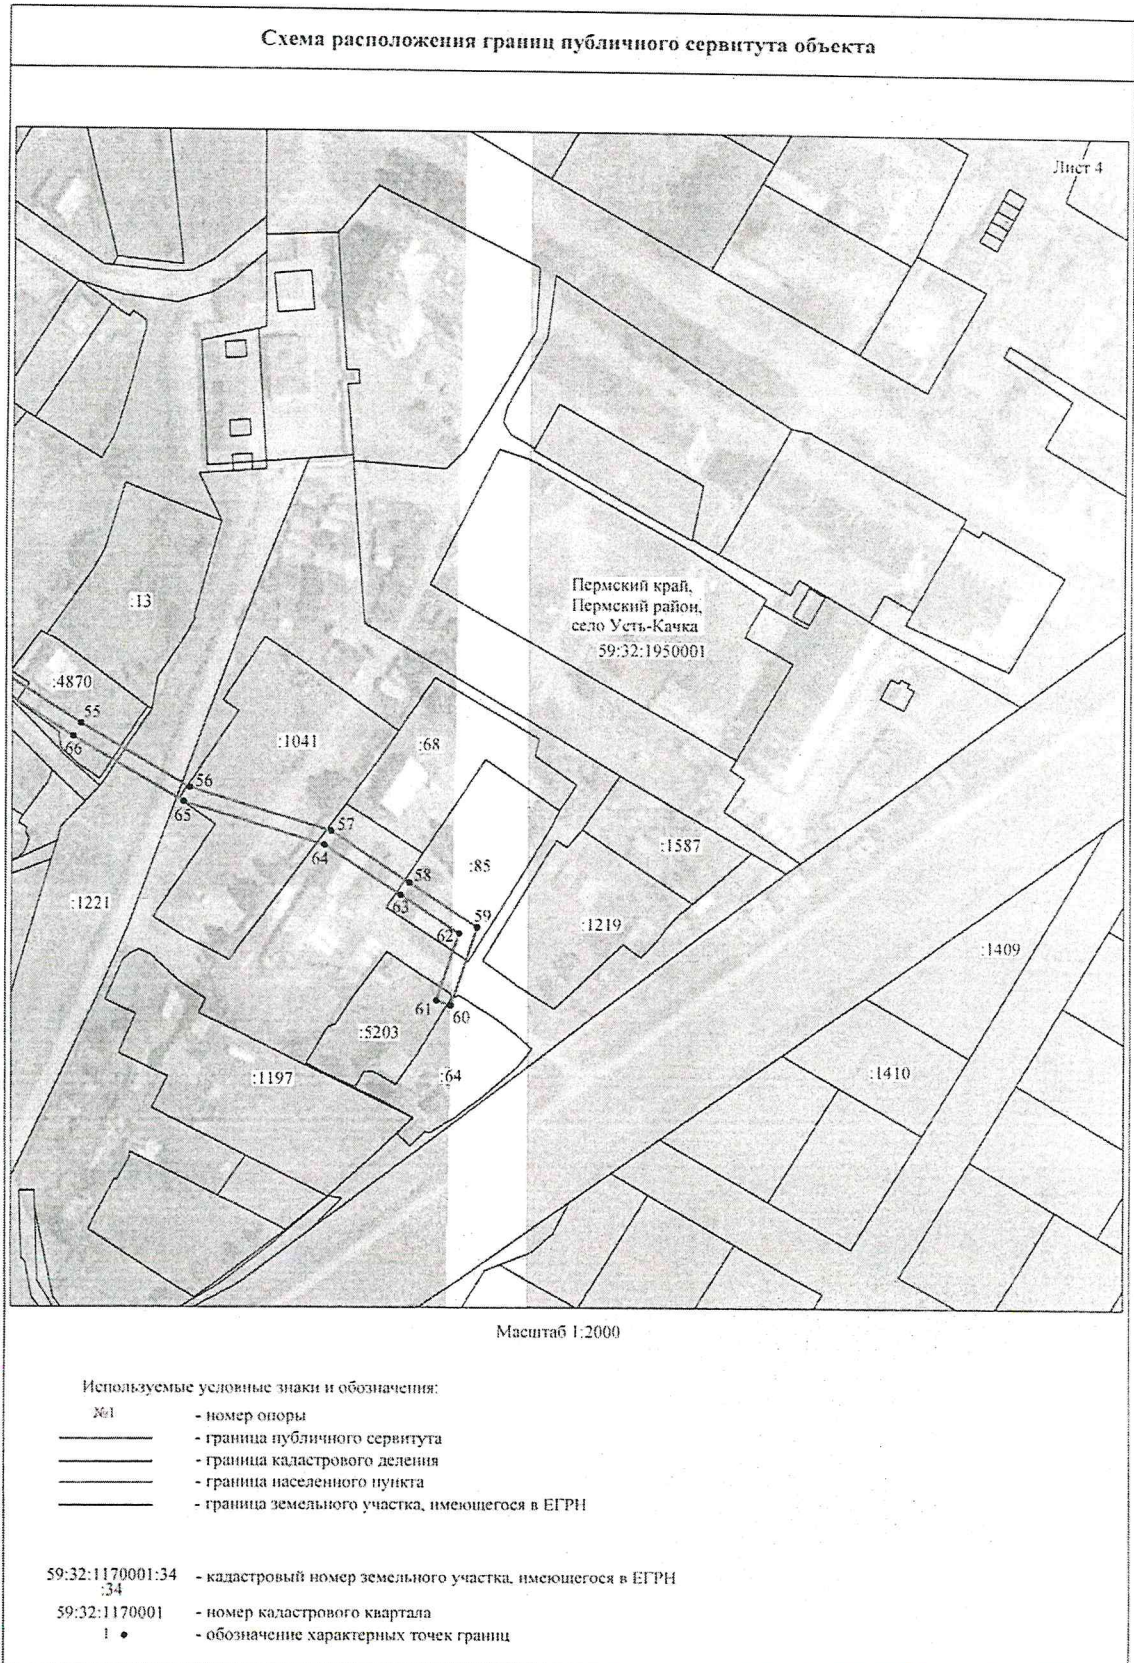 Схема расположения границ публичного сервитута объекта
Лист 4
:13
Пермский край,
Пермский район,
село Усть-Качка
59:32:1950001
:4870
55
66
:1041
:68
56
65
57
64
:85
:1587
58
63
59
62
:1221
:1219
:1409
61
60
:5203
:64
:1197
:1410
Масштаб 1:2000
Используемые условные знаки и обозначения:
№1 - номер опоры
- граница публичного сервитута
- граница кадастрового деления
- граница населенного пункта
- граница земельного участка, имеющегося в ЕГРН
59:32:1170001:34 - кадастровый номер земельного участка, имеющегося в ЕГРН
:34
59:32:1170001 - номер кадастрового квартала
1 - обозначение характерных точек границ